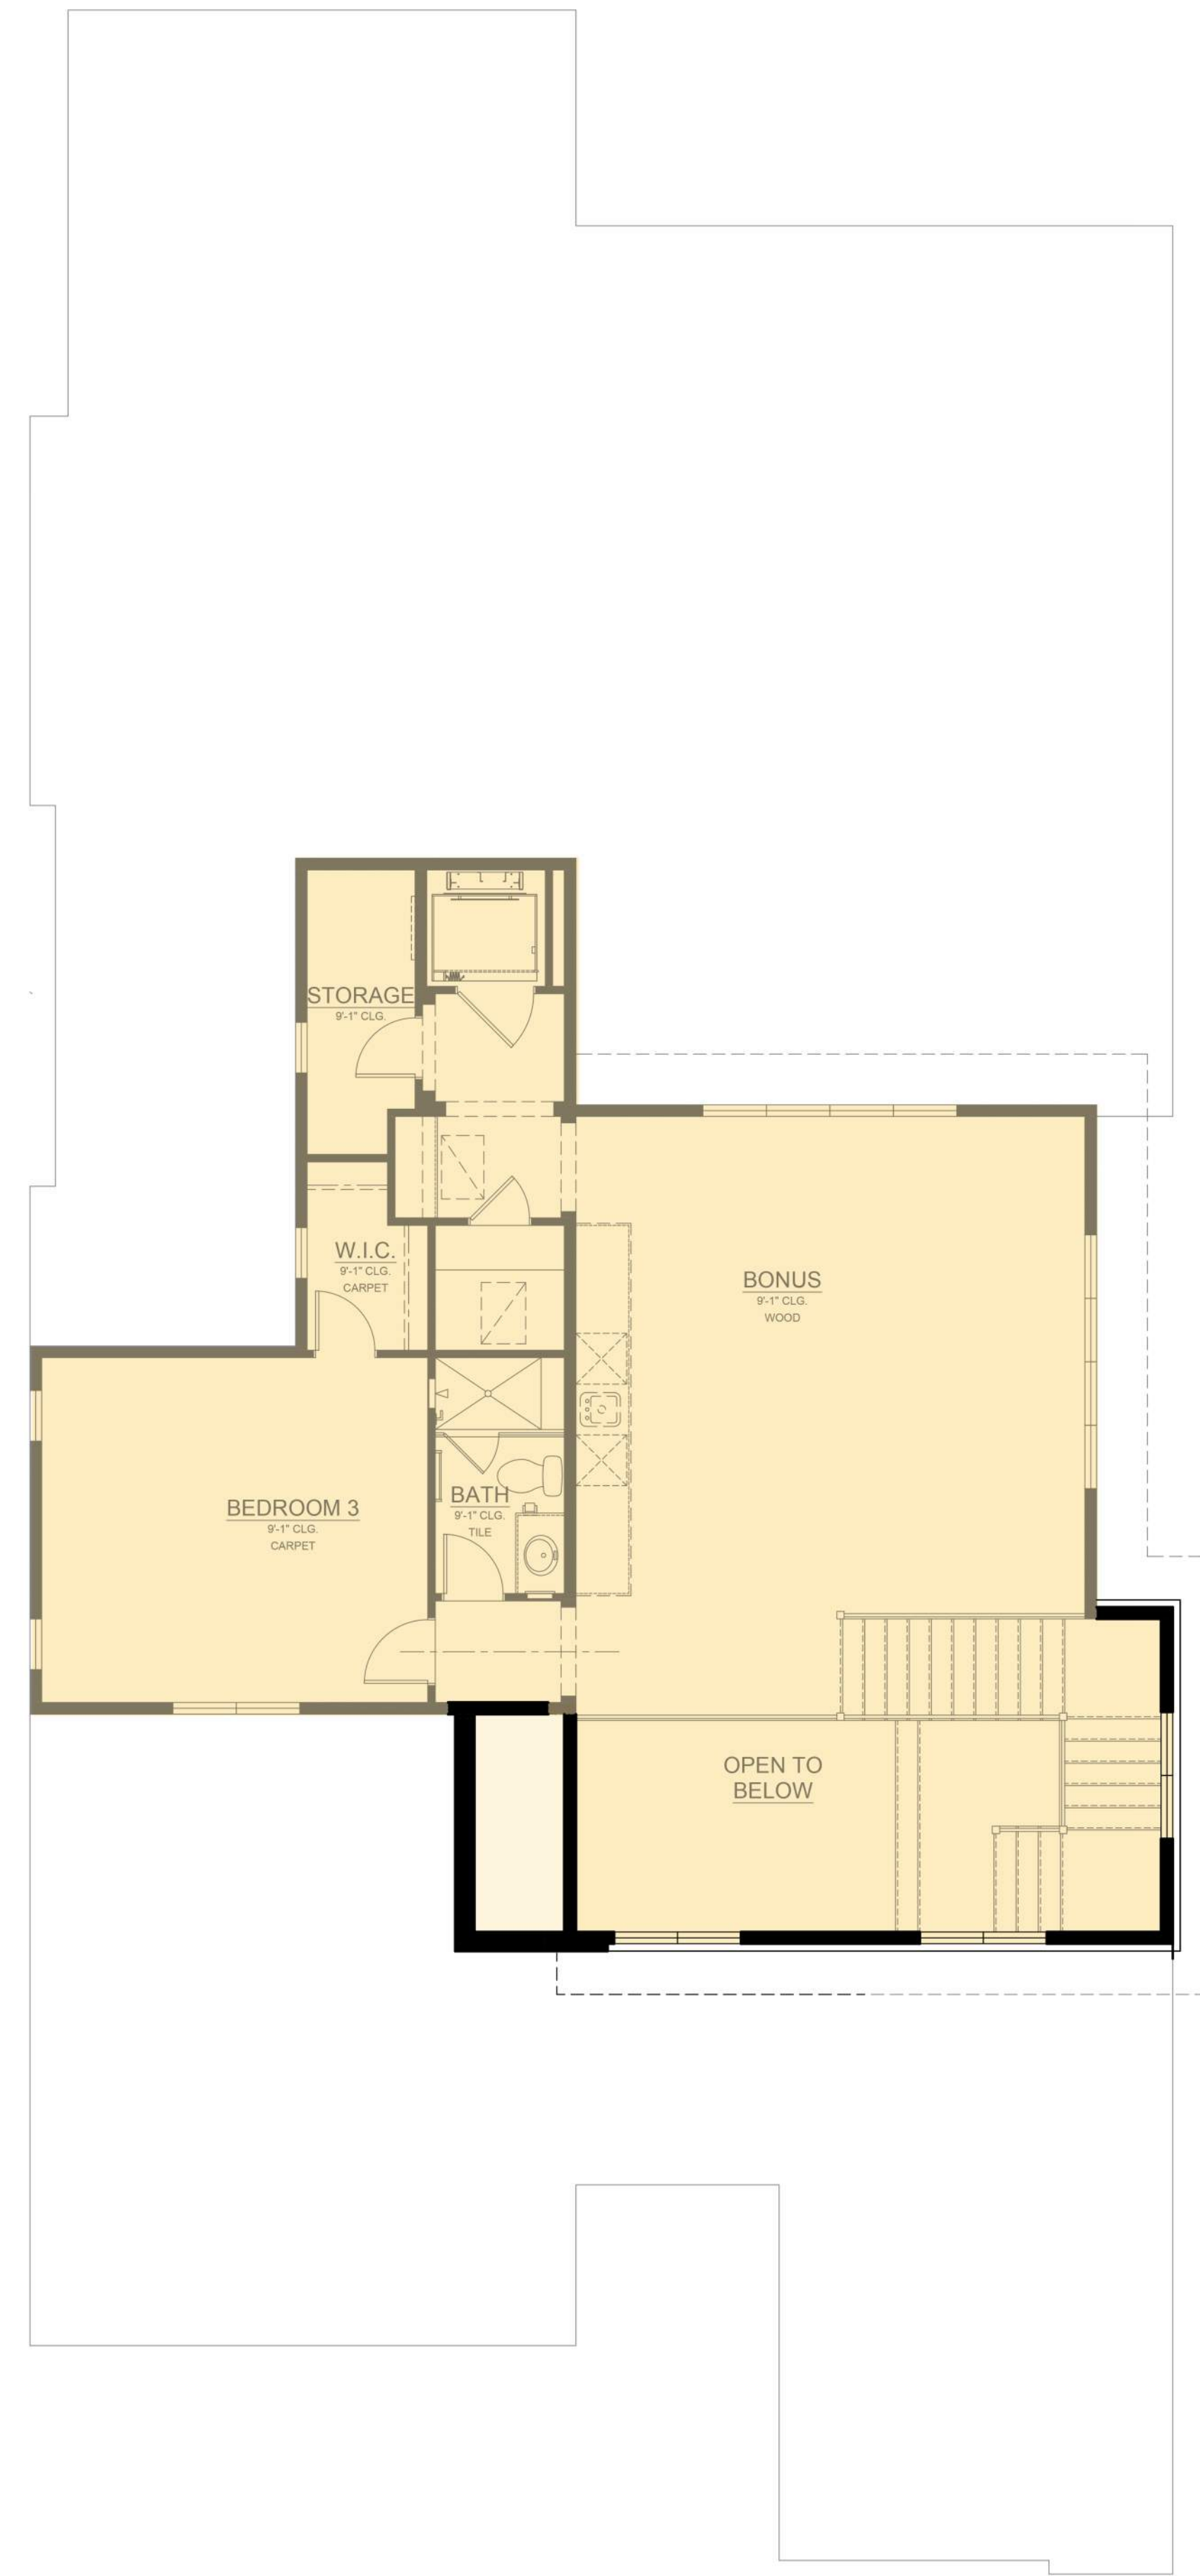 STORAGE
9'-1" CLG.
W.I.C.
9'-1" CLG.
CARPET
BONUS
9'-1" CLG.
WOOD
BEDROOM 3
9'-1" CLG.
CARPET
BATH
9'-1" CLG.
TILE
OPEN TO
BELOW